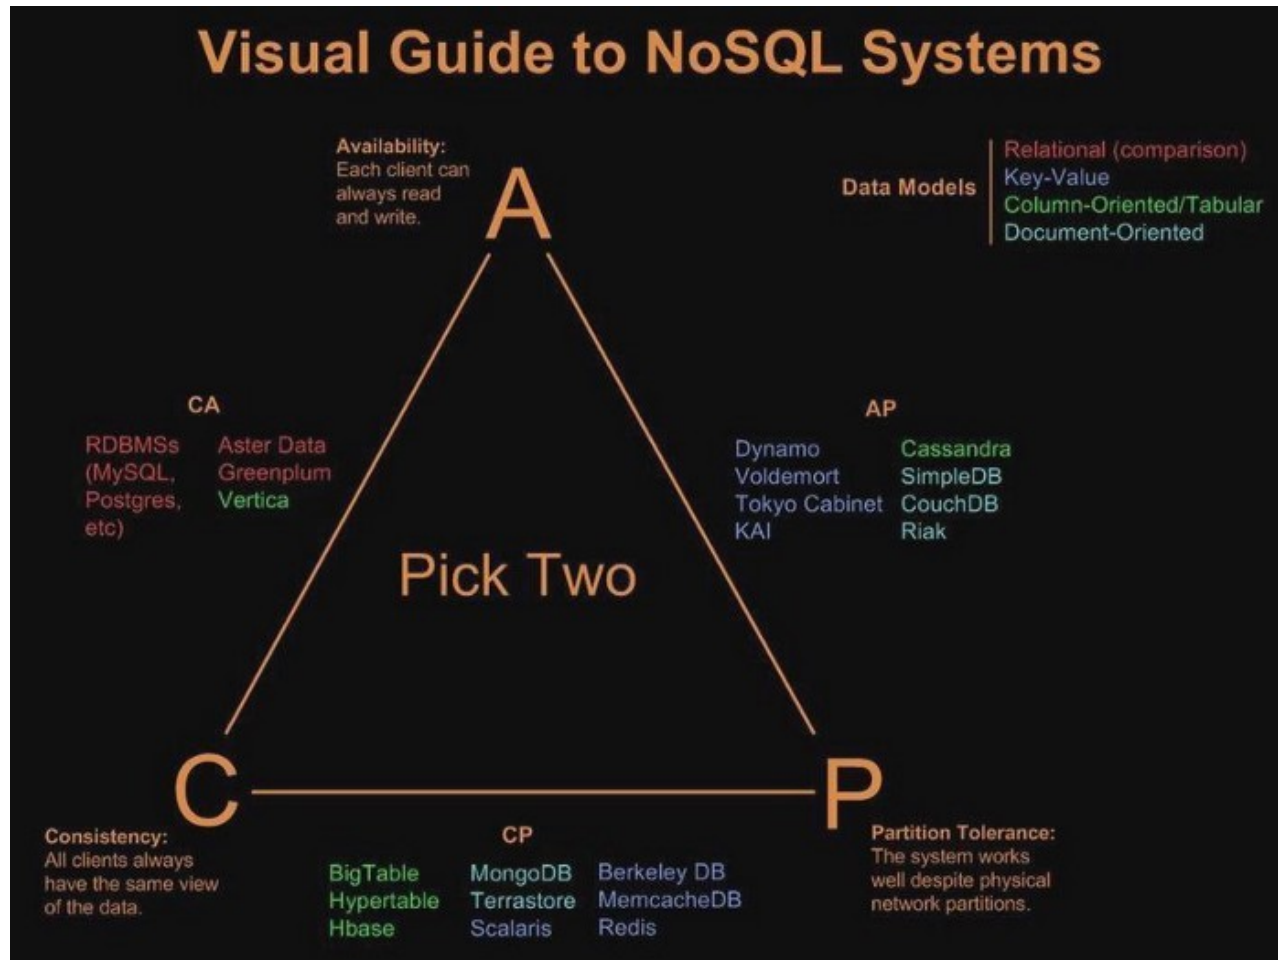 Visual Guide to NoSQL Systems
Availability:
Each client can
always read
and write.
A
Data Models
Relational (comparison)
Key-Value
Column-Oriented/Tabular
Document-Oriented
CA
RDBMSs
(MySQL,
Postgres,
etc)
Aster Data
Greenplum
Vertica
AP
Dynamo
Voldemort
Tokyo Cabinet
KAI
Cassandra
SimpleDB
CouchDB
Riak
Pick Two
C
Consistency:
All clients always
have the same view
of the data.
P
Partition Tolerance:
The system works
well despite physical
network partitions.
CP
BigTable
Hypertable
Hbase
MongoDB
Terrastore
Scalaris
Berkeley DB
MemcacheDB
Redis